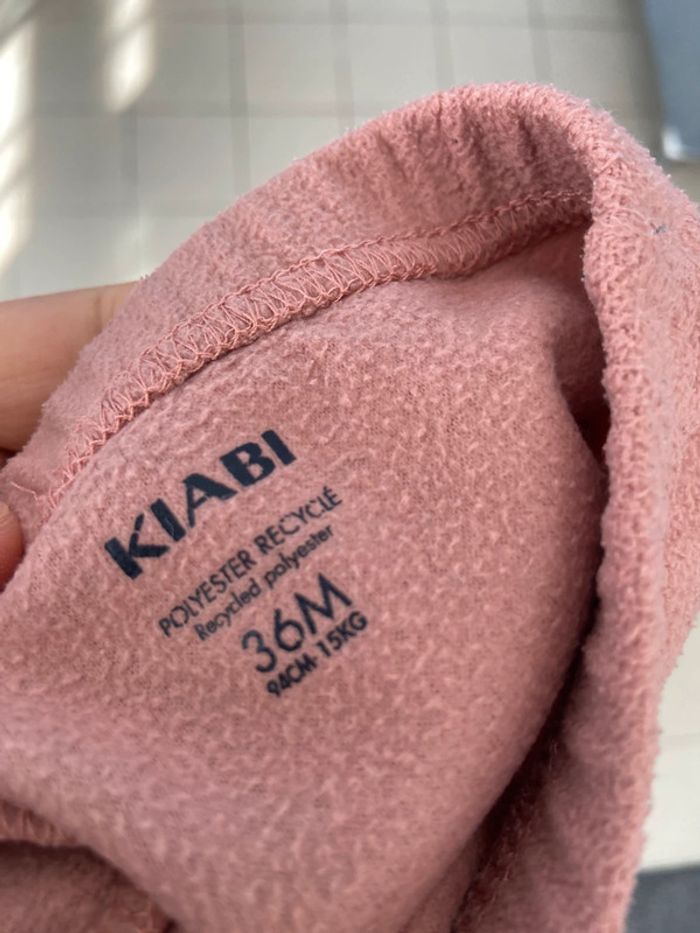 KIABI
POLYESTER RECYCLÉ
Recycled polyester
36M
94CM-15KG